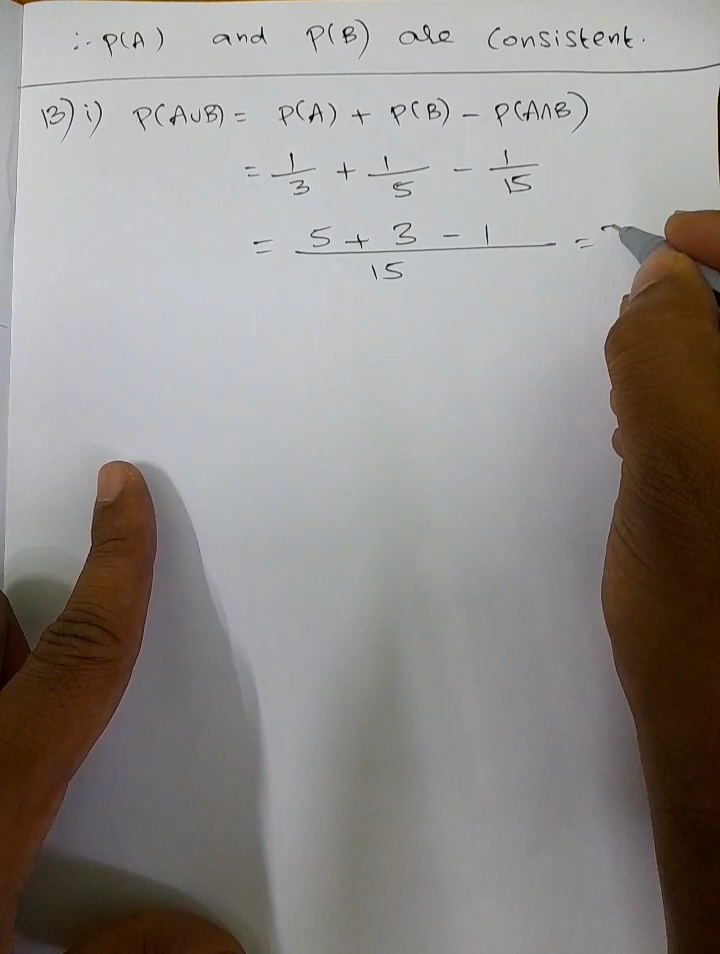 ∴ P(A) and P(B) are Consistent.
13) i) P(A∪B) = P(A) + P(B) - P(A∩B)
= 1/3 + 1/5 - 1/15
= (5 + 3 - 1)/15 =